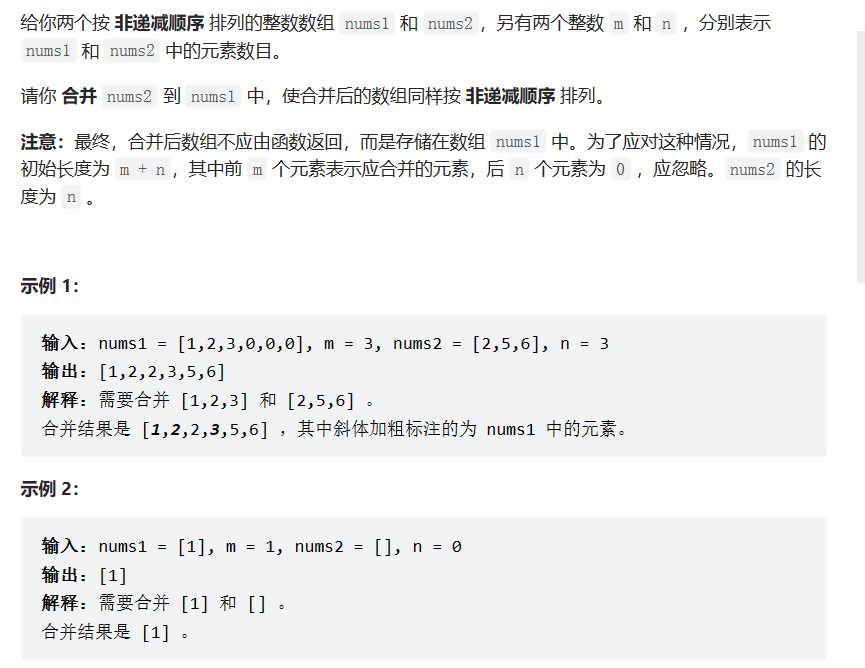 给你两个按 非递减顺序 排列的整数数组 nums1 和 nums2，另有两个整数 m 和 n ，分别表示
nums1 和 nums2 中的元素数目。
请你 合并 nums2 到 nums1 中，使合并后的数组同样按 非递减顺序 排列。
注意：最终，合并后数组不应由函数返回，而是存储在数组 nums1 中。为了应对这种情况，nums1 的
初始长度为 m + n，其中前 m 个元素表示应合并的元素，后 n 个元素为 0 ，应忽略。nums2 的长
度为 n 。
示例 1：
输入：nums1 = [1,2,3,0,0,0], m = 3, nums2 = [2,5,6], n = 3
输出：[1,2,2,3,5,6]
解释：需要合并 [1,2,3] 和 [2,5,6] 。
合并结果是 [1,2,2,3,5,6] ，其中斜体加粗标注的为 nums1 中的元素。
示例 2：
输入：nums1 = [1], m = 1, nums2 = [], n = 0
输出：[1]
解释：需要合并 [1] 和 [] 。
合并结果是 [1] 。